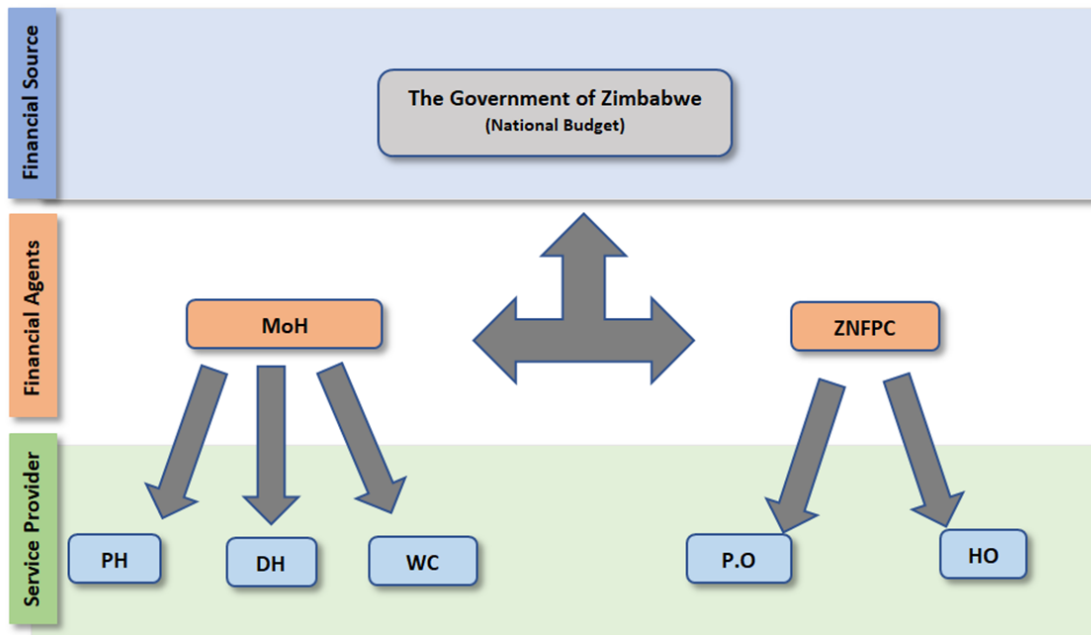 Financial Source
The Government of Zimbabwe
(National Budget)
Financial Agents
MoH
ZNFPC
Service Provider
PH
DH
WC
P.O
HO